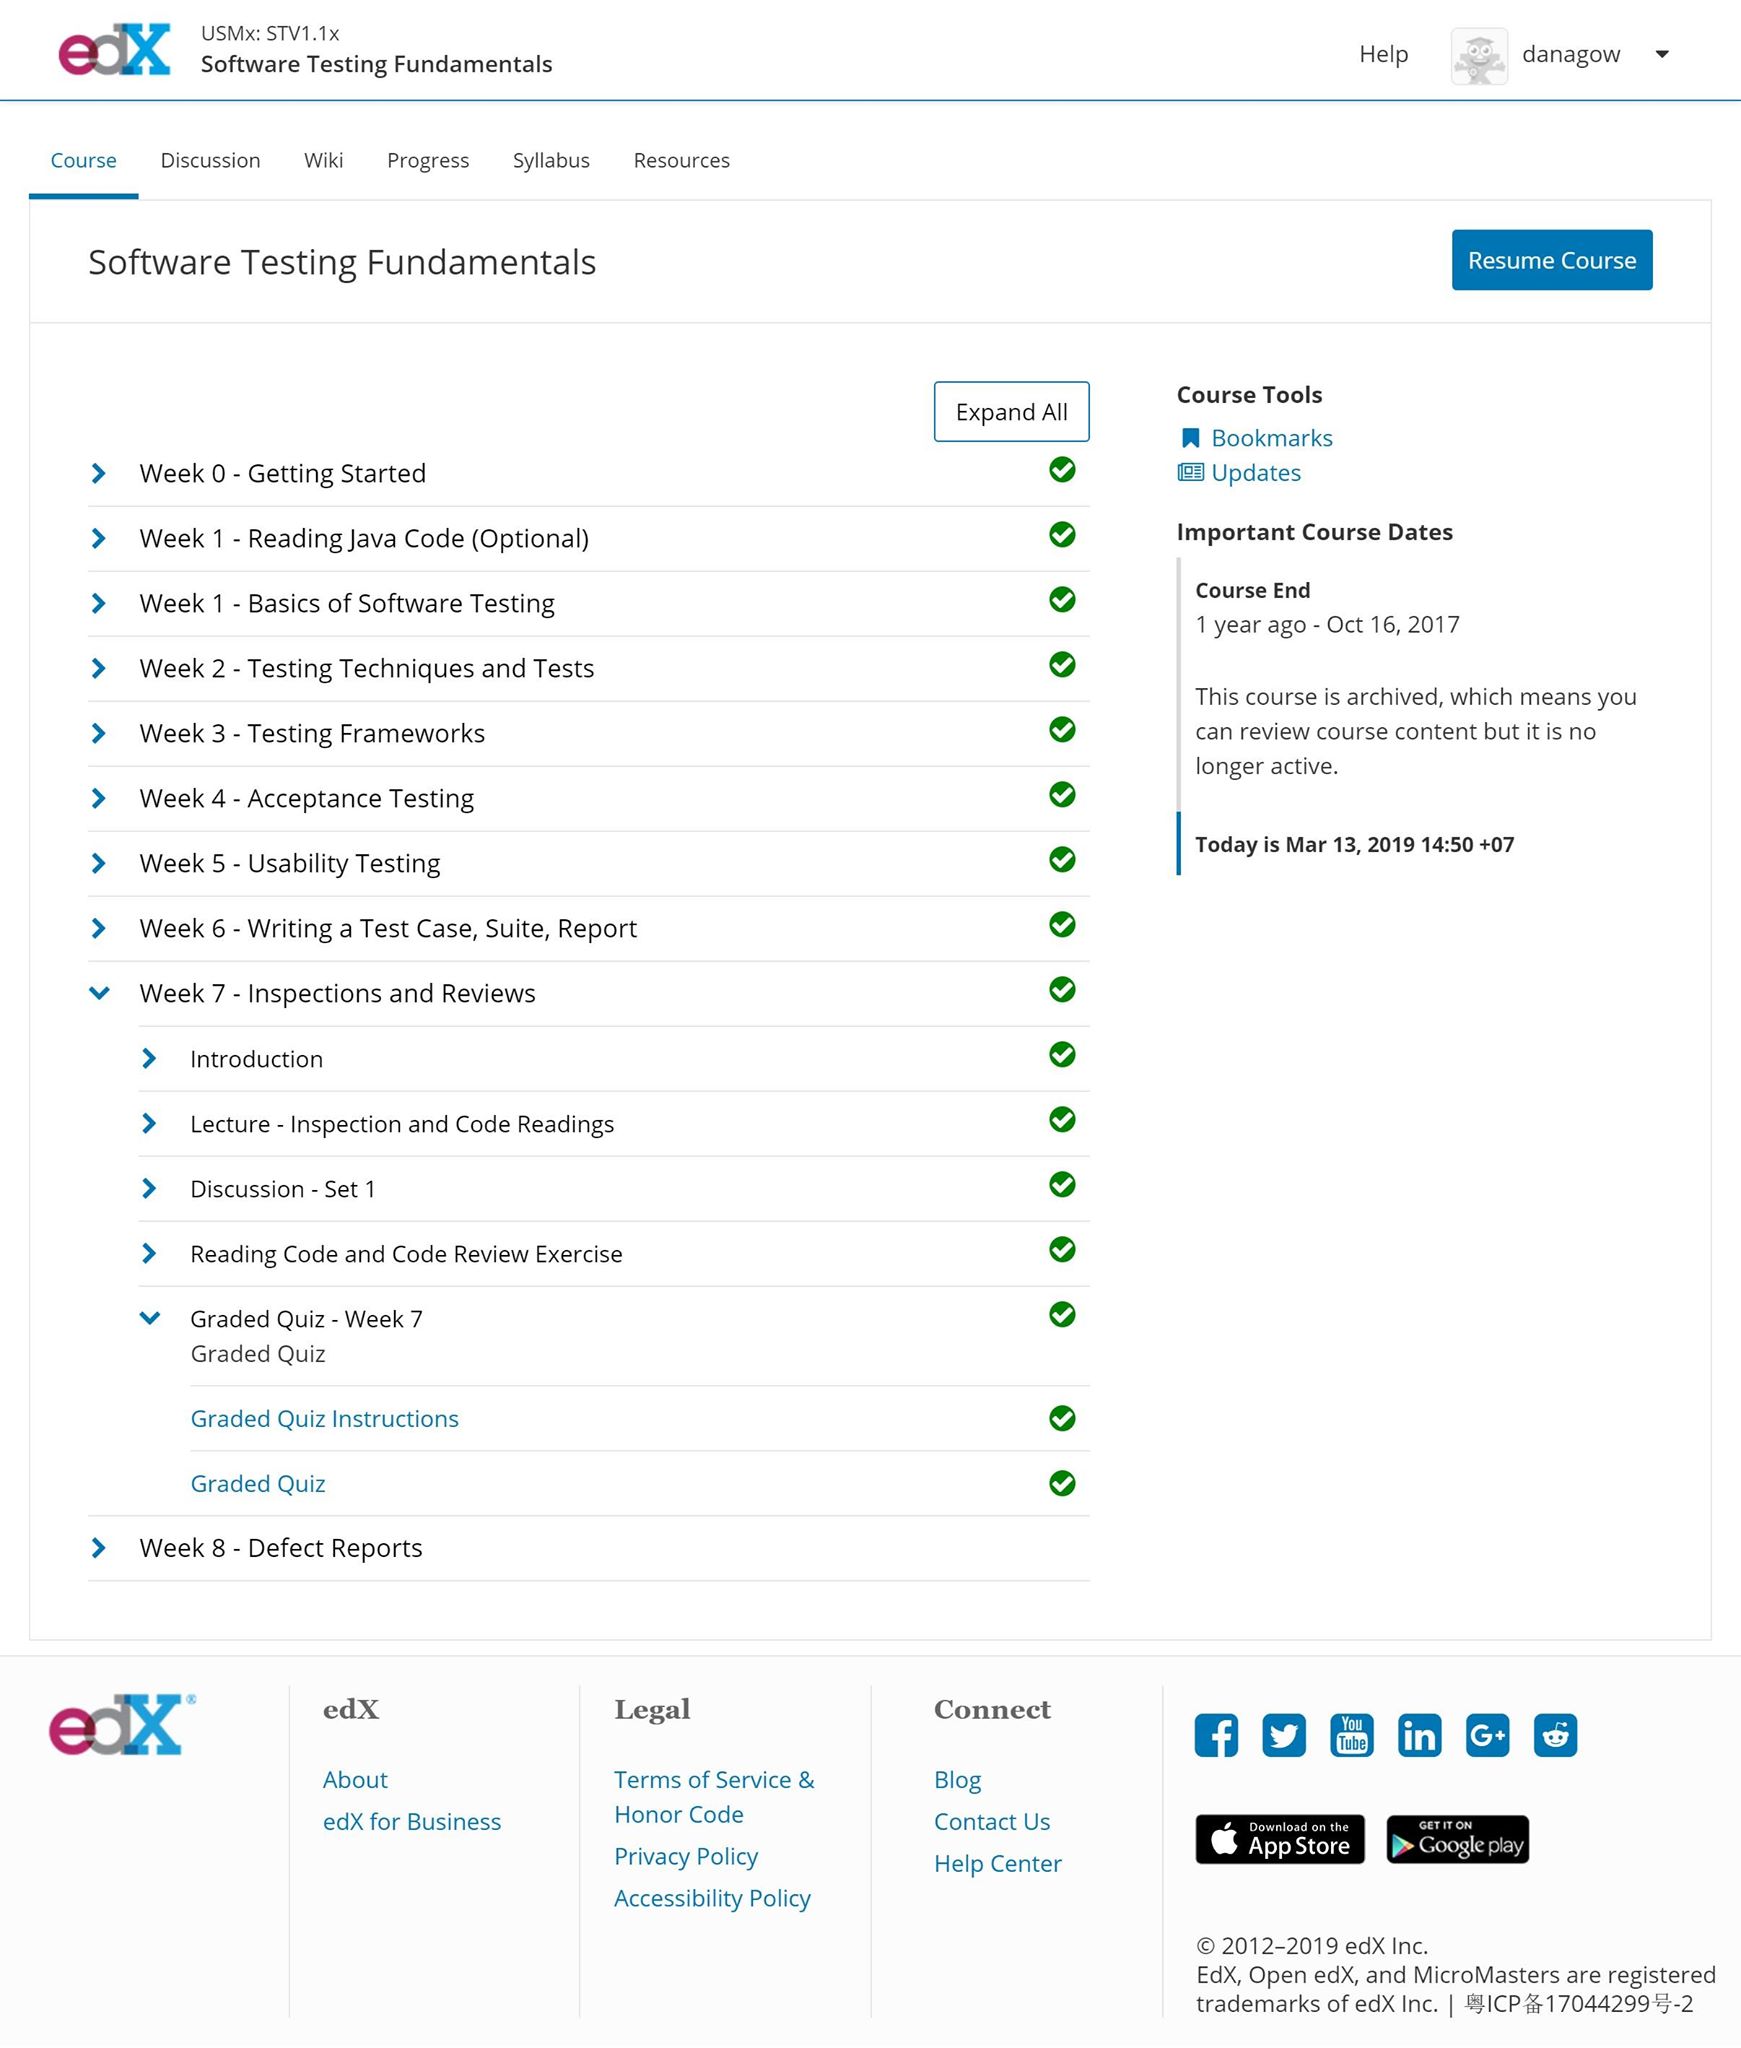 edX
USMx: STV1.1x
Software Testing Fundamentals
Help
danagow
Course
Discussion
Wiki
Progress
Syllabus
Resources
Software Testing Fundamentals
Resume Course
Expand All
Week 0 - Getting Started
Week 1 - Reading Java Code (Optional)
Week 1 - Basics of Software Testing
Week 2 - Testing Techniques and Tests
Week 3 - Testing Frameworks
Week 4 - Acceptance Testing
Week 5 - Usability Testing
Week 6 - Writing a Test Case, Suite, Report
Week 7 - Inspections and Reviews
Introduction
Lecture - Inspection and Code Readings
Discussion - Set 1
Reading Code and Code Review Exercise
Graded Quiz - Week 7
Graded Quiz
Graded Quiz Instructions
Graded Quiz
Week 8 - Defect Reports
Course Tools
Bookmarks
Updates
Important Course Dates
Course End
1 year ago - Oct 16, 2017
This course is archived, which means you
can review course content but it is no
longer active.
Today is Mar 13, 2019 14:50 +07
edX®
edX
About
edX for Business
Legal
Terms of Service &
Honor Code
Privacy Policy
Accessibility Policy
Connect
Blog
Contact Us
Help Center
You
Tube
in
G+
Download on the
App Store
GET IT ON
Google play
© 2012–2019 edX Inc.
EdX, Open edX, and MicroMasters are registered
trademarks of edX Inc. | 粤ICP备17044299号-2